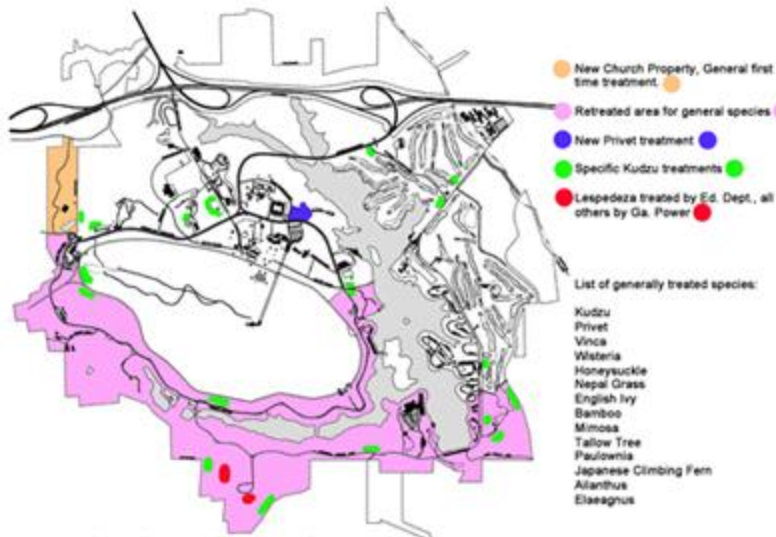 New Church Property, General first
time treatment.
Retreated area for general species
New Privet treatment
Specific Kudzu treatments
Lespedeza treated by Ed. Dept., all
others by Ga. Power
List of generally treated species:
Kudzu
Privet
Vinca
Wisteria
Honeysuckle
Nepal Grass
English Ivy
Bamboo
Mimosa
Tallow Tree
Paulownia
Japanese Climbing Fern
Ailanthus
Elaeagnus